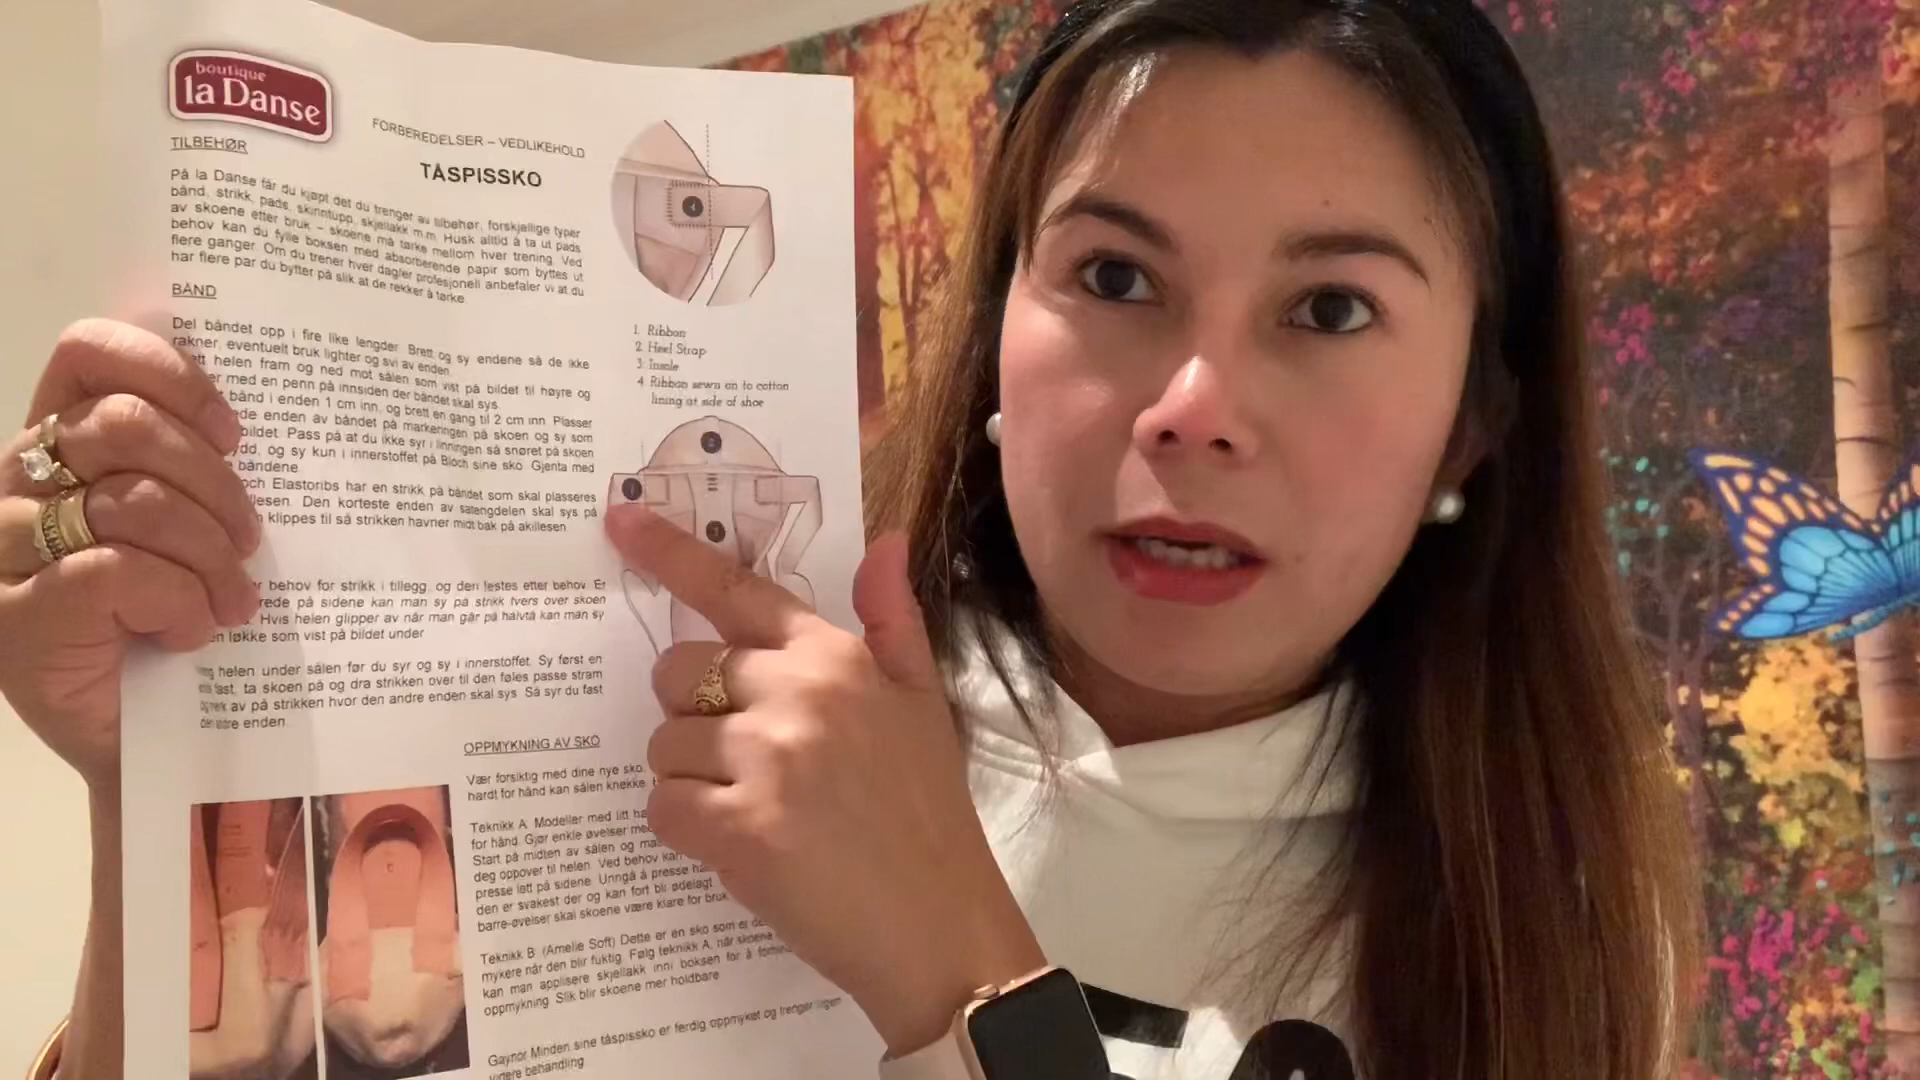 boutique
la Danse
FORBEREDELSER – VEDLIKEHOLD
TÅSPISSKO
TILBEHØR
På la Danse får du kjøpt det du trenger av tilbehør, forskjellige typer
bånd, strikk, pads, skinntupp, skjellakk m.m. Husk alltid å ta ut pads
av skoene etter bruk – skoene må tørke mellom hver trening. Ved
behov kan du fylle boksen med absorberende papir som byttes ut
flere ganger. Om du trener hver dag/er profesjonell anbefaler vi at du
har flere par du bytter på slik at de rekker å tørke.
BÅND
Del båndet opp i fire like lengder. Brett og sy endene så de ikke
rakner, eventuelt bruk lighter og svi av enden.
helen fram og ned mot sålen som vist på bildet til høyre og
med en penn på innsiden der båndet skal sys.
bånd i enden 1 cm inn, og brett en gang til 2 cm inn. Plasser
enden av båndet på markeringen på skoen og sy som
bildet. Pass på at du ikke syr i linningen så snøret på skoen
og sy kun i innerstoffet på Bloch sine sko. Gjenta med
båndene.
Elastoribs har en strikk på båndet som skal plasseres
Den korteste enden av satengdelen skal sys på
klippes til så strikken havner midt bak på akillesen.
behov for strikk i tillegg, og den festes etter behov. Er
på sidene kan man sy på strikk tvers over skoen
Hvis helen glipper av når man går på halvtå kan man sy
løkke som vist på bildet under
helen under sålen før du syr og sy i innerstoffet. Sy først en
fast, ta skoen på og dra strikken over til den føles passe stram
av på strikken hvor den andre enden skal sys. Så syr du fast
enden.
1. Ribbon
2. Heel Strap
3. Insole
4. Ribbon sewn on to cotton
lining at side of shoe
OPPMYKNING AV SKO
Vær forsiktig med dine nye sko.
hardt for hånd kan sålen knekke.
Teknikk A: Modeller med litt
for hånd. Gjør enkle øvelser
Start på midten av sålen og
deg oppover til helen. Ved behov kan
presse lett på sidene. Unngå å presse
den er svakest der og kan fort bli ødelagt.
barre-øvelser skal skoene være klare for bruk.
Teknikk B: (Amelie Soft) Dette er en sko som er
mykere når den blir fuktig. Følg teknikk A, når skoene
kan man applisere skjellakk inni boksen for å
oppmykning. Slik blir skoene mer holdbare.
Gaynor Minden sine tåspissko er ferdig oppmyket og trenger ingen
videre behandling.